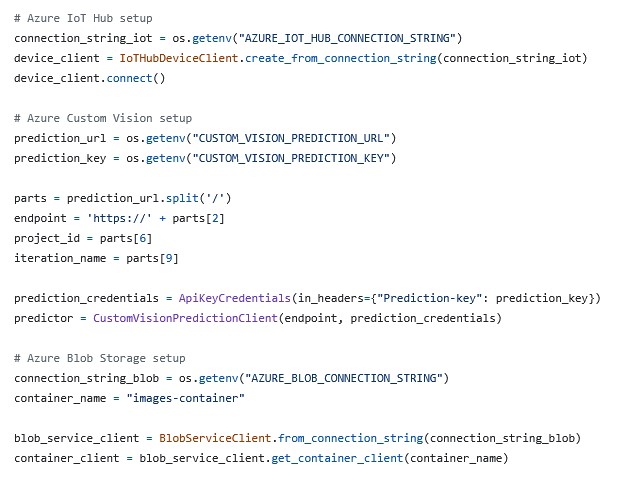 # Azure IoT Hub setup
connection_string_iot = os.getenv("AZURE_IOT_HUB_CONNECTION_STRING")
device_client = IoTHubDeviceClient.create_from_connection_string(connection_string_iot)
device_client.connect()
# Azure Custom Vision setup
prediction_url = os.getenv("CUSTOM_VISION_PREDICTION_URL")
prediction_key = os.getenv("CUSTOM_VISION_PREDICTION_KEY")
parts = prediction_url.split('/')
endpoint = 'https://' + parts[2]
project_id = parts[6]
iteration_name = parts[9]
prediction_credentials = ApiKeyCredentials(in_headers={"Prediction-key": prediction_key})
predictor = CustomVisionPredictionClient(endpoint, prediction_credentials)
# Azure Blob Storage setup
connection_string_blob = os.getenv("AZURE_BLOB_CONNECTION_STRING")
container_name = "images-container"
blob_service_client = BlobServiceClient.from_connection_string(connection_string_blob)
container_client = blob_service_client.get_container_client(container_name)